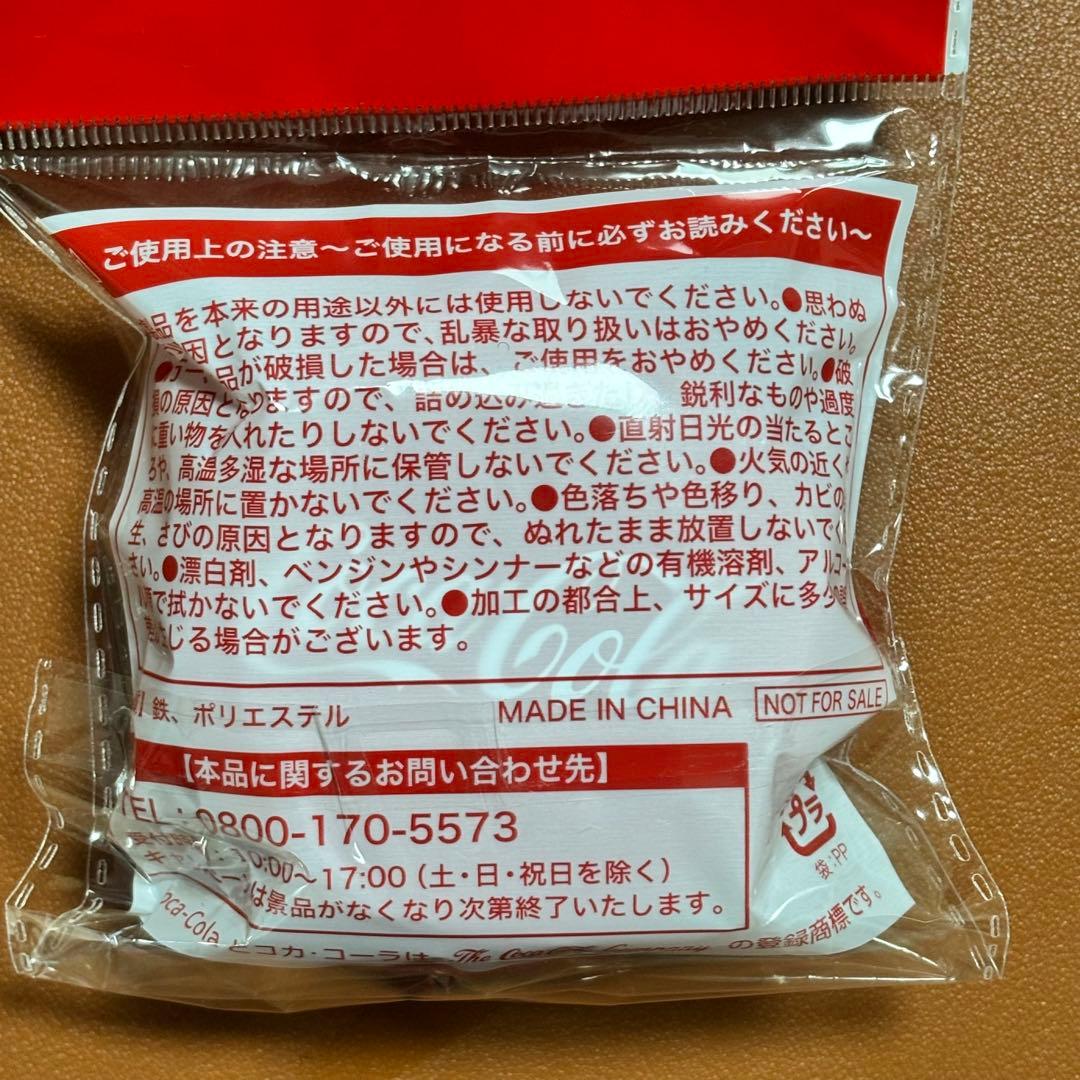 ご使用上の注意～ご使用になる前に必ずお読みください～
品を本来の用途以外には使用しないでください。●思わぬ
因となりますので、乱暴な取り扱いはおやめください。
●万一、品が破損した場合は、ご使用をおやめください。●破
損の原因となりますので、詰め込み過ぎたり、鋭利なものや過度
に重い物を入れたりしないでください。●直射日光の当たるとこ
ろや、高温多湿な場所に保管しないでください。●火気の近くや
高温の場所に置かないでください。●色落ちや色移り、カビの
生、さびの原因となりますので、ぬれたまま放置しないでく
さい。●漂白剤、ベンジンやシンナーなどの有機溶剤、アルコー
で拭かないでください。●加工の都合上、サイズに多少の
生じる場合がございます。
鉄、ポリエステル MADE IN CHINA NOT FOR SALE
【本品に関するお問い合わせ先】
TEL：0800-170-5573
00～17:00（土・日・祝日を除く）
は景品がなくなり次第終了いたします。
プラ
袋:PP
oca-Cola とコカ・コーラは、The Coca-Cola Company の登録商標です。
Cola